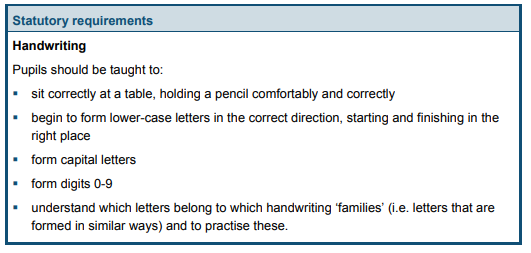 Statutory requirements
Handwriting
Pupils should be taught to:
▪ sit correctly at a table, holding a pencil comfortably and correctly
▪ begin to form lower-case letters in the correct direction, starting and finishing in the
right place
▪ form capital letters
▪ form digits 0-9
▪ understand which letters belong to which handwriting ‘families’ (i.e. letters that are
formed in similar ways) and to practise these.